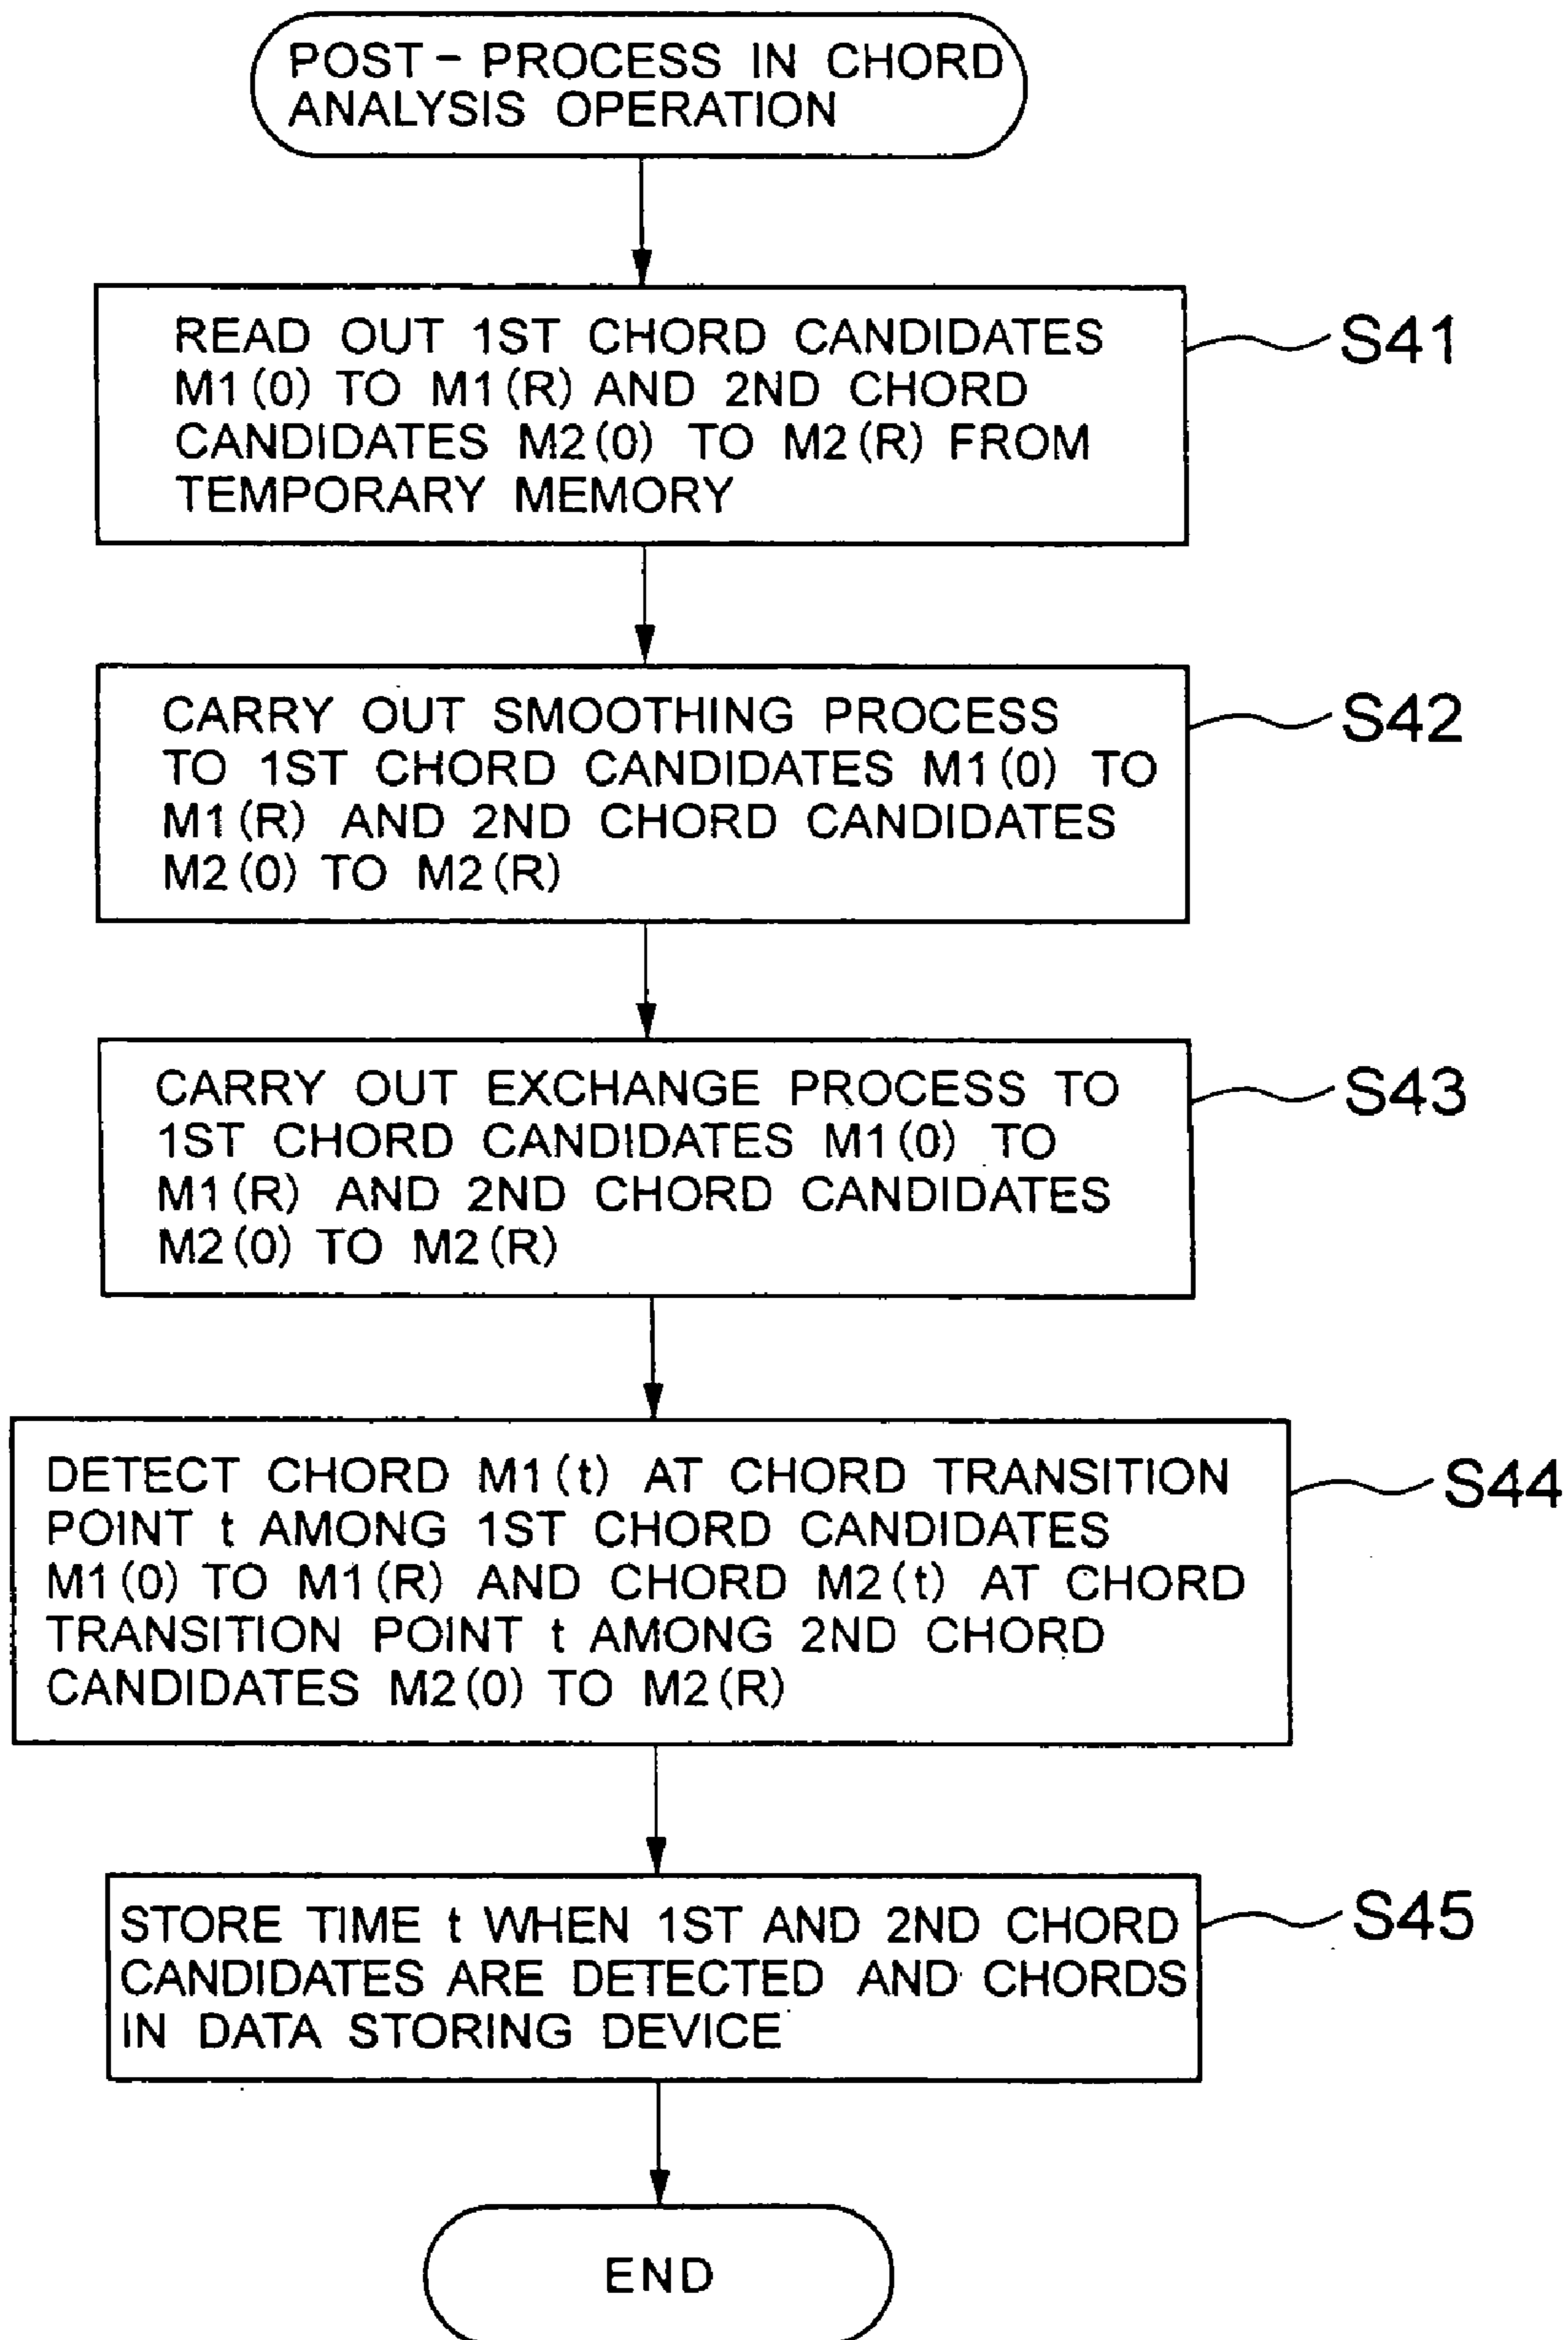 POST - PROCESS IN CHORD
ANALYSIS OPERATION
READ OUT 1ST CHORD CANDIDATES
M1(0) TO M1(R) AND 2ND CHORD
CANDIDATES M2(0) TO M2(R) FROM
TEMPORARY MEMORY
S41
CARRY OUT SMOOTHING PROCESS
TO 1ST CHORD CANDIDATES M1(0) TO
M1(R) AND 2ND CHORD CANDIDATES
M2(0) TO M2(R)
S42
CARRY OUT EXCHANGE PROCESS TO
1ST CHORD CANDIDATES M1(0) TO
M1(R) AND 2ND CHORD CANDIDATES
M2(0) TO M2(R)
S43
DETECT CHORD M1(t) AT CHORD TRANSITION
POINT t AMONG 1ST CHORD CANDIDATES
M1(0) TO M1(R) AND CHORD M2(t) AT CHORD
TRANSITION POINT t AMONG 2ND CHORD
CANDIDATES M2(0) TO M2(R)
S44
STORE TIME t WHEN 1ST AND 2ND CHORD
CANDIDATES ARE DETECTED AND CHORDS
IN DATA STORING DEVICE
S45
END